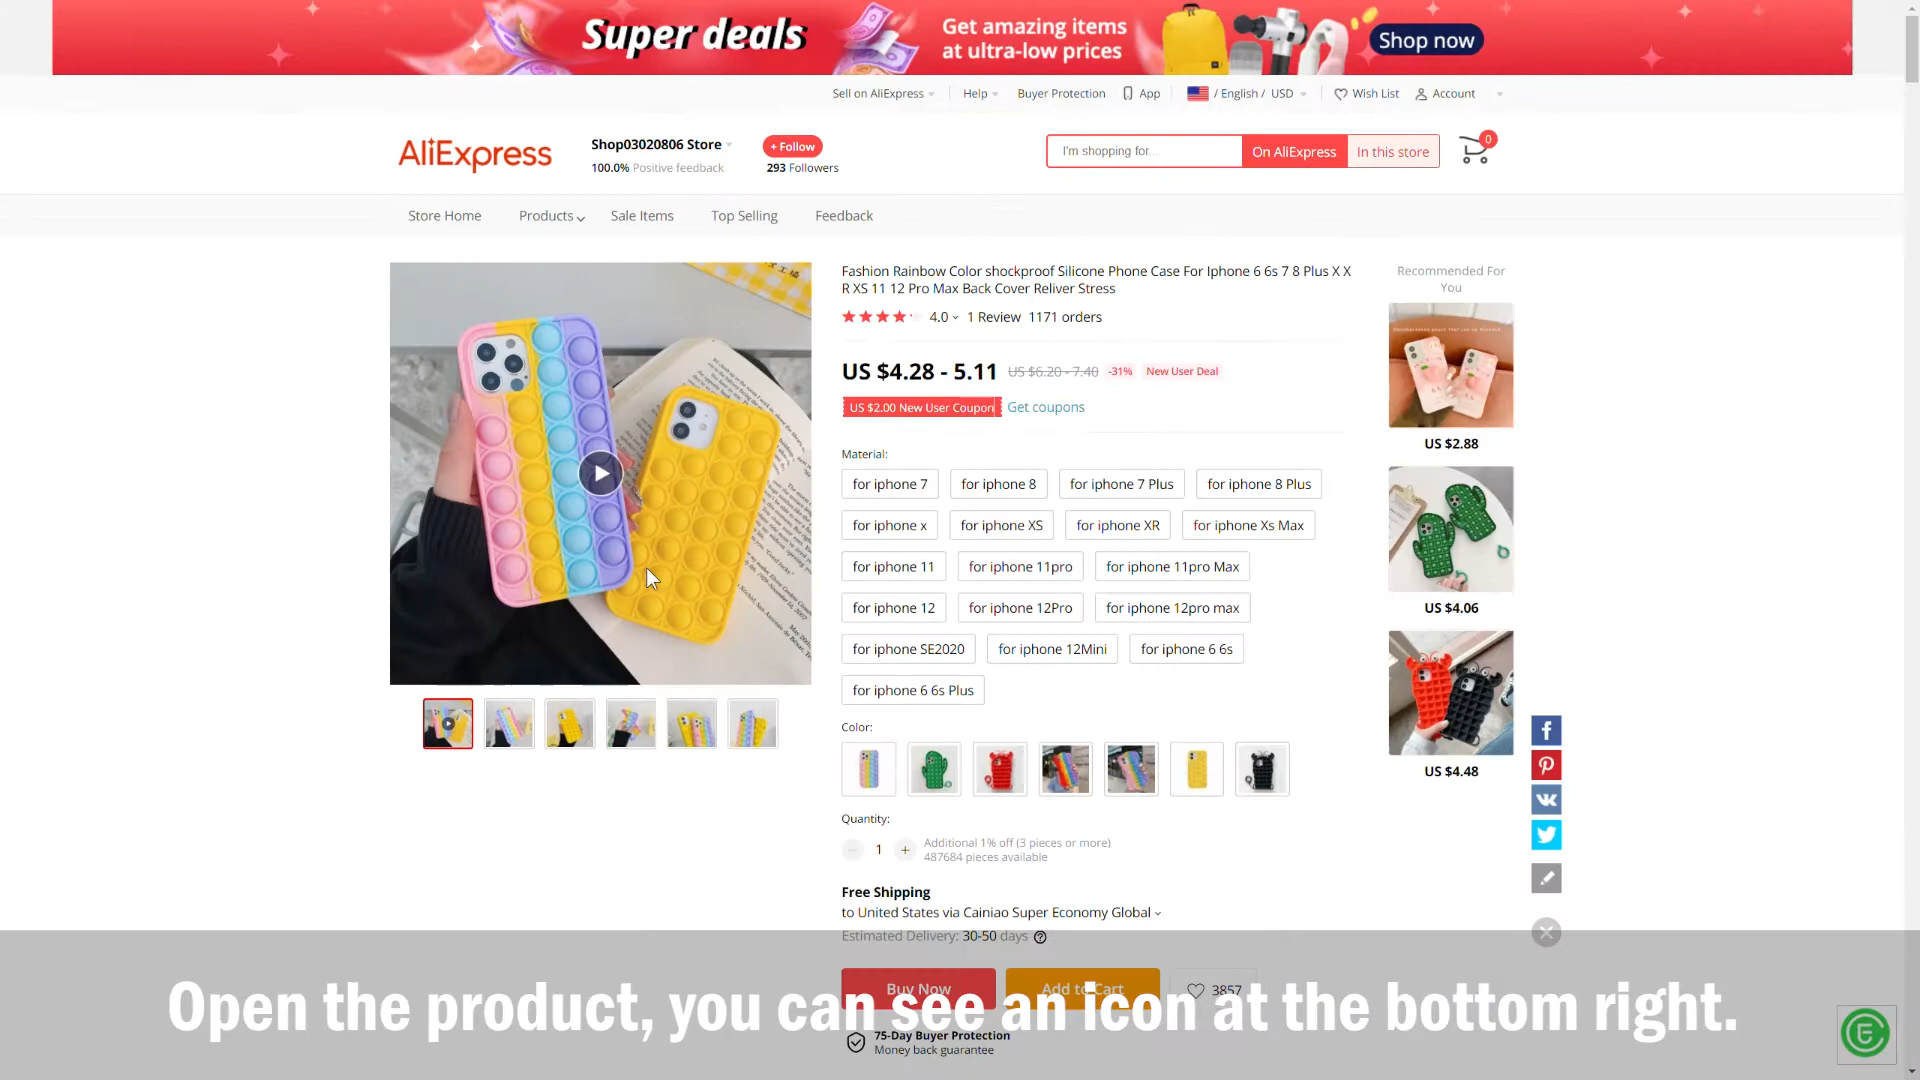 Super deals
Get amazing items
at ultra-low prices
Shop now
Sell on AliExpress
Help
Buyer Protection
App
/ English / USD
Wish List
Account
AliExpress
Shop03020806 Store
100.0% Positive feedback
+ Follow
293 Followers
I'm shopping for...
On AliExpress
In this store
0
Store Home
Products
Sale Items
Top Selling
Feedback
Fashion Rainbow Color shockproof Silicone Phone Case For Iphone 6 6s 7 8 Plus X X
R XS 11 12 Pro Max Back Cover Reliver Stress
4.0 1 Review 1171 orders
US $4.28 - 5.11 US $6.20 - 7.40 -31% New User Deal
US $2.00 New User Coupon Get coupons
Material:
for iphone 7
for iphone 8
for iphone 7 Plus
for iphone 8 Plus
for iphone x
for iphone XS
for iphone XR
for iphone Xs Max
for iphone 11
for iphone 11pro
for iphone 11pro Max
for iphone 12
for iphone 12Pro
for iphone 12pro max
for iphone SE2020
for iphone 12Mini
for iphone 6 6s
for iphone 6 6s Plus
Color:
Quantity:
1
Additional 1% off (3 pieces or more)
487684 pieces available
Free Shipping
to United States via Cainiao Super Economy Global
Estimated Delivery: 30-50 days
Buy Now
Add to Cart
3857
75-Day Buyer Protection
Money back guarantee
Recommended For
You
US $2.88
US $4.06
US $4.48
Open the product, you can see an icon at the bottom right.